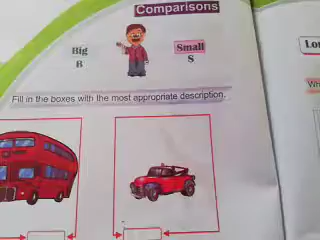 Comparisons
Big
Small
B
S
Fill in the boxes with the most appropriate description.